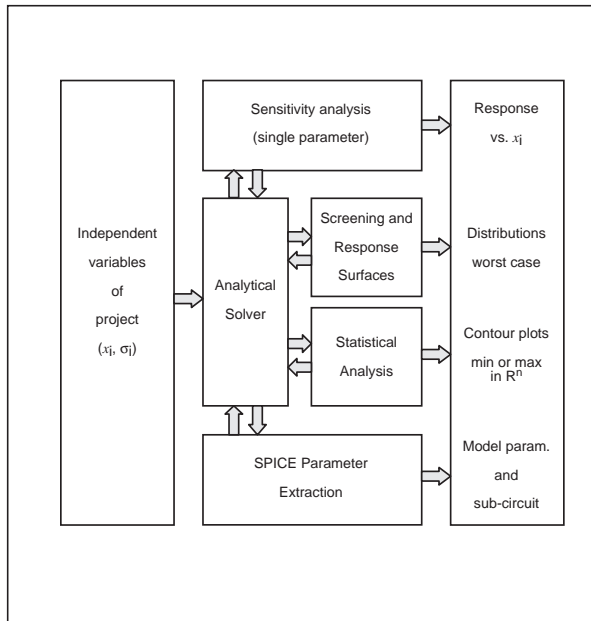 Independent
variables
of
project
(xi, σi)
Sensitivity analysis
(single parameter)
Analytical
Solver
Screening and
Response
Surfaces
Statistical
Analysis
SPICE Parameter
Extraction
Response
vs. xi
Distributions
worst case
Contour plots
min or max
in Rⁿ
Model param.
and
sub-circuit